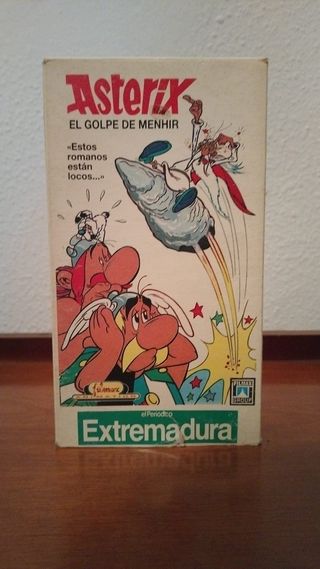 Asterix
EL GOLPE DE MENHIR
«Estos
romanos
están
locos...»
el Periódico
Extremadura